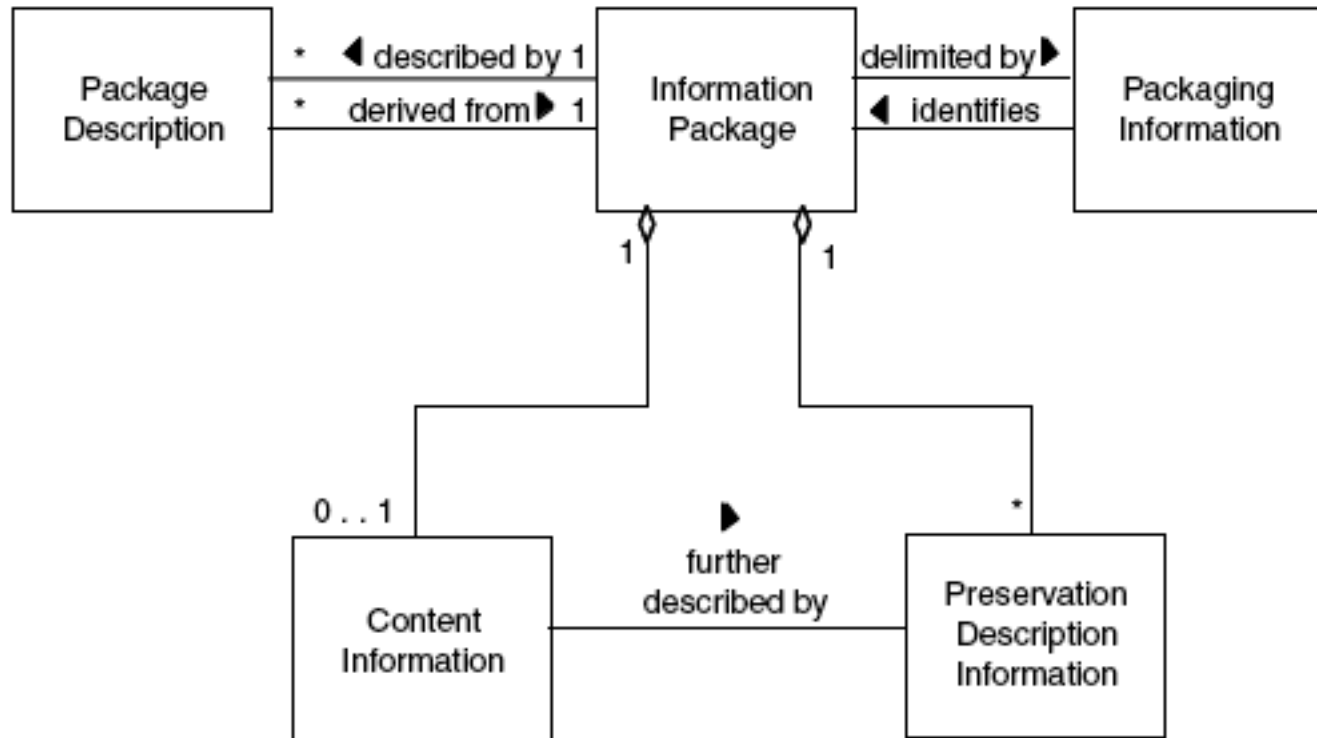 * described by 1
* derived from 1
Package
Description
Information
Package
delimited by
identifies
Packaging
Information
1
1
0 . . 1
*
further
described by
Content
Information
Preservation
Description
Information